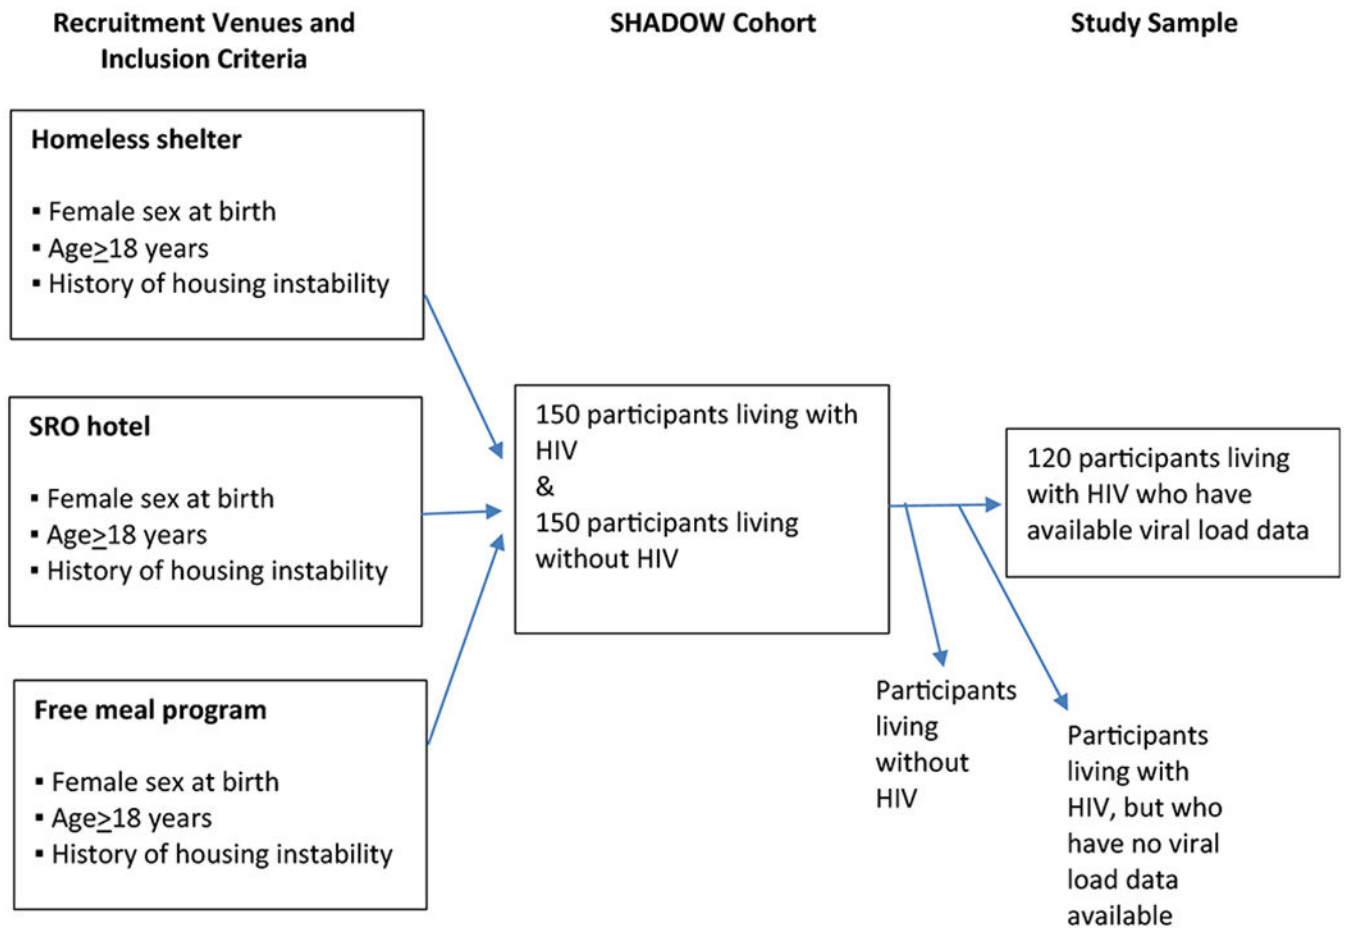 Recruitment Venues and
Inclusion Criteria
SHADOW Cohort
Study Sample
Homeless shelter
▪ Female sex at birth
▪ Age≥18 years
▪ History of housing instability
SRO hotel
▪ Female sex at birth
▪ Age≥18 years
▪ History of housing instability
Free meal program
▪ Female sex at birth
▪ Age≥18 years
▪ History of housing instability
150 participants living with
HIV
&
150 participants living
without HIV
120 participants living
with HIV who have
available viral load data
Participants
living
without
HIV
Participants
living with
HIV, but who
have no viral
load data
available